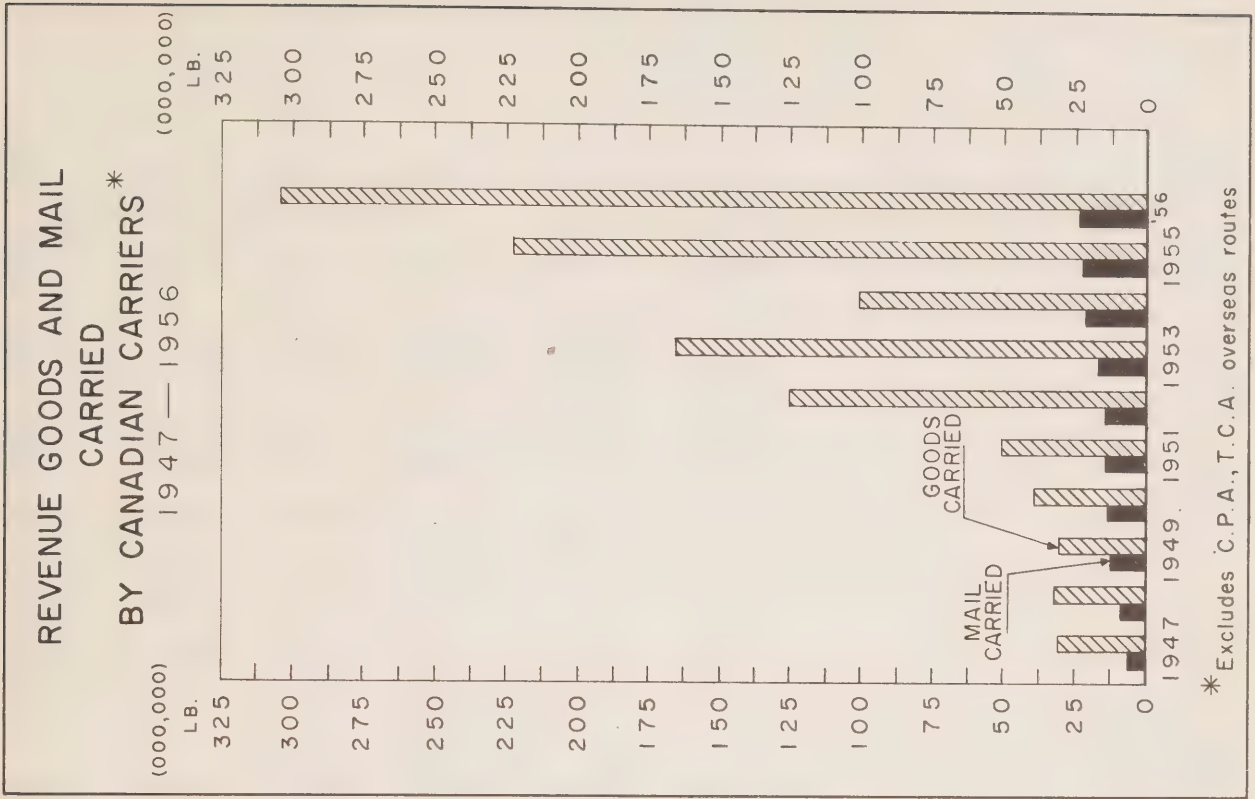 REVENUE GOODS AND MAIL
CARRIED
BY CANADIAN CARRIERS*
1947 — 1956
(000,000)
LB.
325
300
275
250
225
200
175
150
125
100
75
50
25
0
(000,000)
LB.
325
300
275
250
225
200
175
150
125
100
75
50
25
0
MAIL
CARRIED
GOODS
CARRIED
1947 1949 1951 1953 1955 '56
*Excludes C.P.A., T.C.A. overseas routes